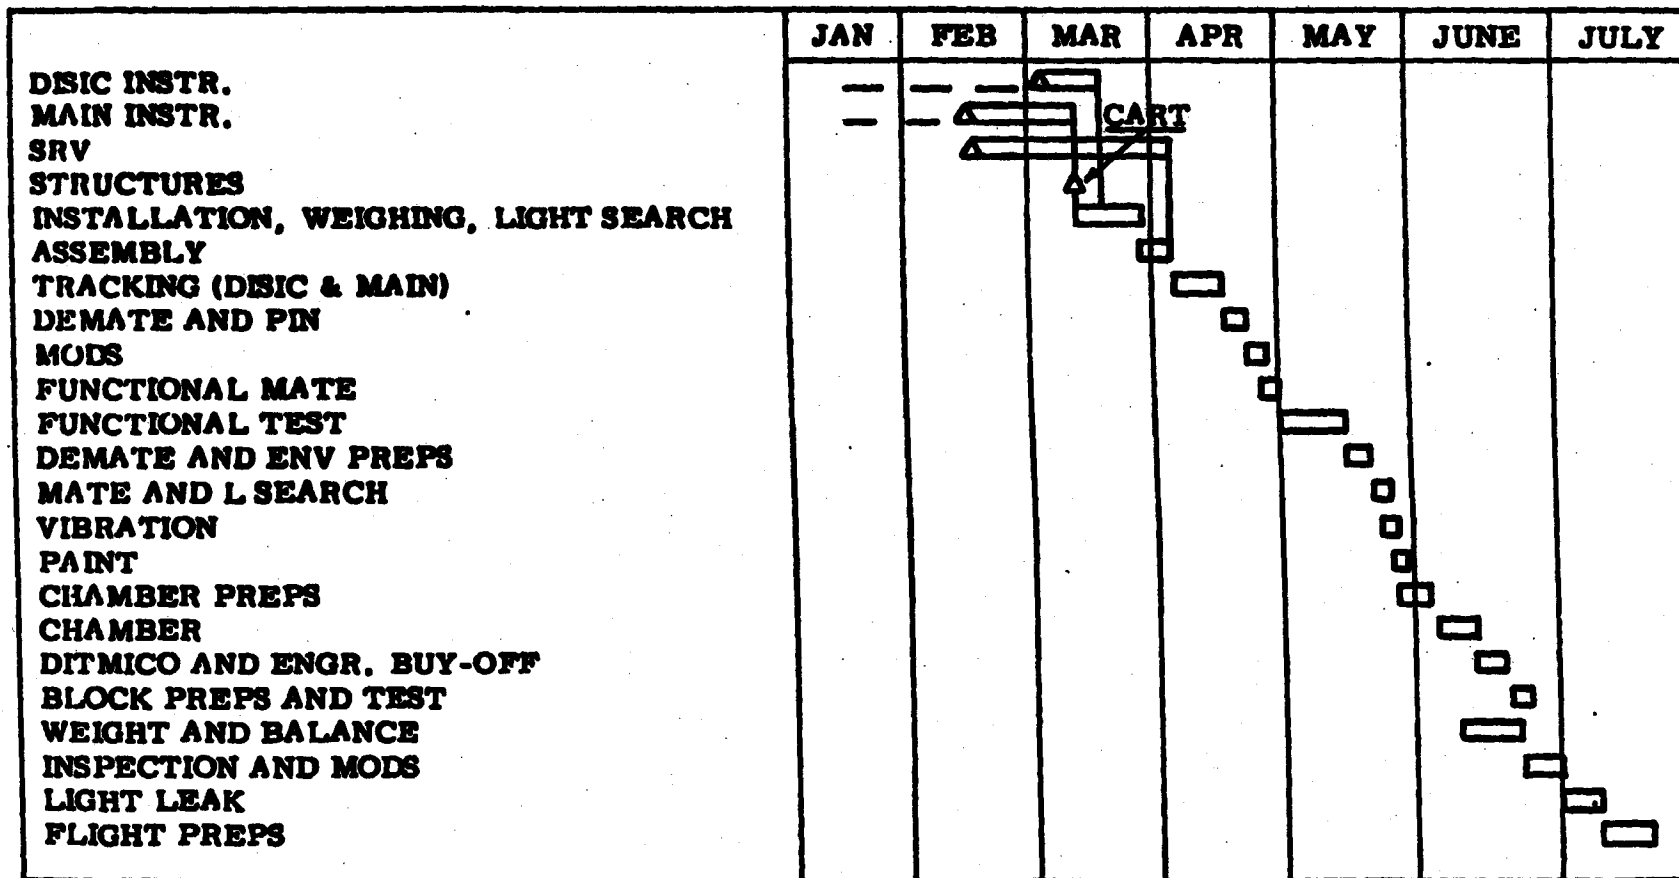 JAN FEB MAR APR MAY JUNE JULY
DISIC INSTR.
MAIN INSTR.
CART
SRV
STRUCTURES
INSTALLATION, WEIGHING, LIGHT SEARCH
ASSEMBLY
TRACKING (DISIC & MAIN)
DEMATE AND PIN
MODS
FUNCTIONAL MATE
FUNCTIONAL TEST
DEMATE AND ENV PREPS
MATE AND L SEARCH
VIBRATION
PAINT
CHAMBER PREPS
CHAMBER
DITMICO AND ENGR. BUY-OFF
BLOCK PREPS AND TEST
WEIGHT AND BALANCE
INSPECTION AND MODS
LIGHT LEAK
FLIGHT PREPS